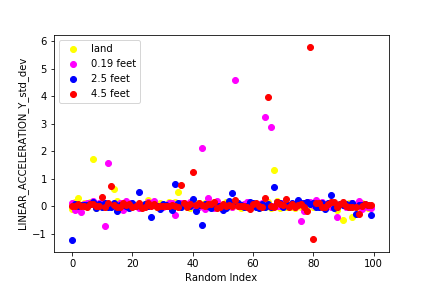 land
0.19 feet
2.5 feet
4.5 feet
LINEAR_ACCELERATION_Y_std_dev
6
5
4
3
2
1
0
−1
0
20
40
60
80
100
Random Index